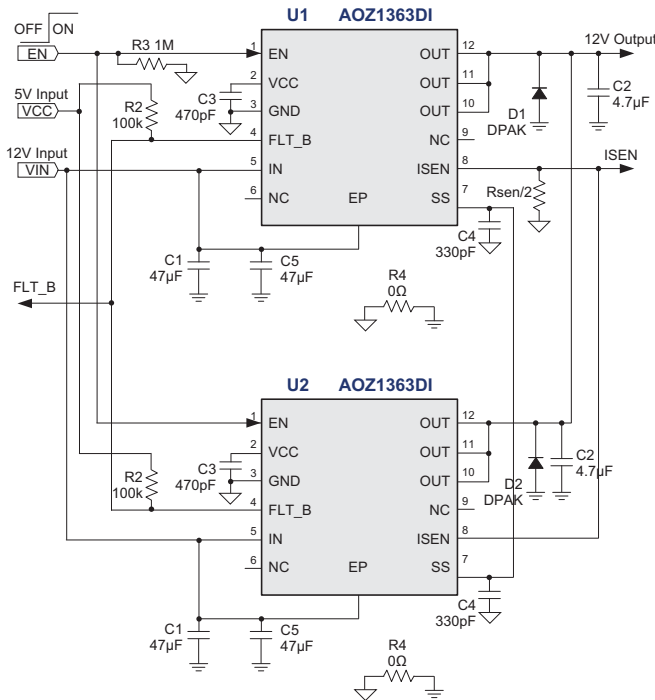 U1 AOZ1363DI
OFF ON
EN
R3 1M
5V Input
VCC
R2
100k
C3
470pF
12V Input
VIN
1 EN
2 VCC
3 GND
4 FLT_B
5 IN
6 NC
EP
OUT 12
OUT 11
OUT 10
NC 9
ISEN 8
SS 7
12V Output
D1
DPAK
C2
4.7µF
ISEN
Rsen/2
C4
330pF
C1
47µF
C5
47µF
R4
0Ω
FLT_B
U2 AOZ1363DI
R2
100k
C3
470pF
1 EN
2 VCC
3 GND
4 FLT_B
5 IN
6 NC
EP
OUT 12
OUT 11
OUT 10
NC 9
ISEN 8
SS 7
D2
DPAK
C2
4.7µF
C4
330pF
C1
47µF
C5
47µF
R4
0Ω